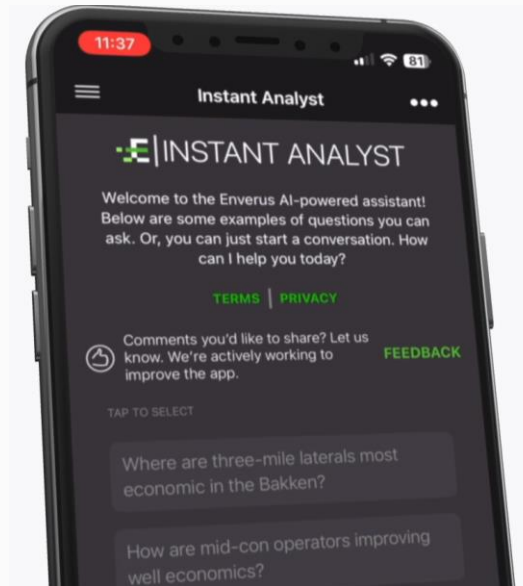 11:37
81
Instant Analyst
E|INSTANT ANALYST
Welcome to the Enverus AI-powered assistant!
Below are some examples of questions you can
ask. Or, you can just start a conversation. How
can I help you today?
TERMS | PRIVACY
Comments you'd like to share? Let us
know. We're actively working to
improve the app.
FEEDBACK
TAP TO SELECT
Where are three-mile laterals most
economic in the Bakken?
How are mid-con operators improving
well economics?